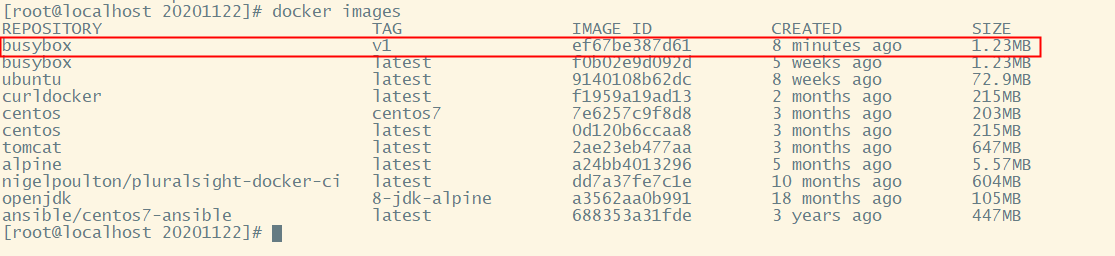 [root@localhost 20201122]# docker images
REPOSITORY TAG IMAGE ID CREATED SIZE
busybox v1 ef67be387d61 8 minutes ago 1.23MB
busybox latest f0b02e9d092d 5 weeks ago 1.23MB
ubuntu latest 9140108b62dc 8 weeks ago 72.9MB
curldocker latest f1959a19ad13 2 months ago 215MB
centos centos7 7e6257c9f8d8 3 months ago 203MB
centos latest 0d120b6ccaa8 3 months ago 215MB
tomcat latest 2ae23eb477aa 3 months ago 647MB
alpine latest a24bb4013296 5 months ago 5.57MB
nigelpoulton/pluralsight-docker-ci latest dd7a37fe7c1e 10 months ago 604MB
openjdk 8-jdk-alpine a3562aa0b991 18 months ago 105MB
ansible/centos7-ansible latest 688353a31fde 3 years ago 447MB
[root@localhost 20201122]#